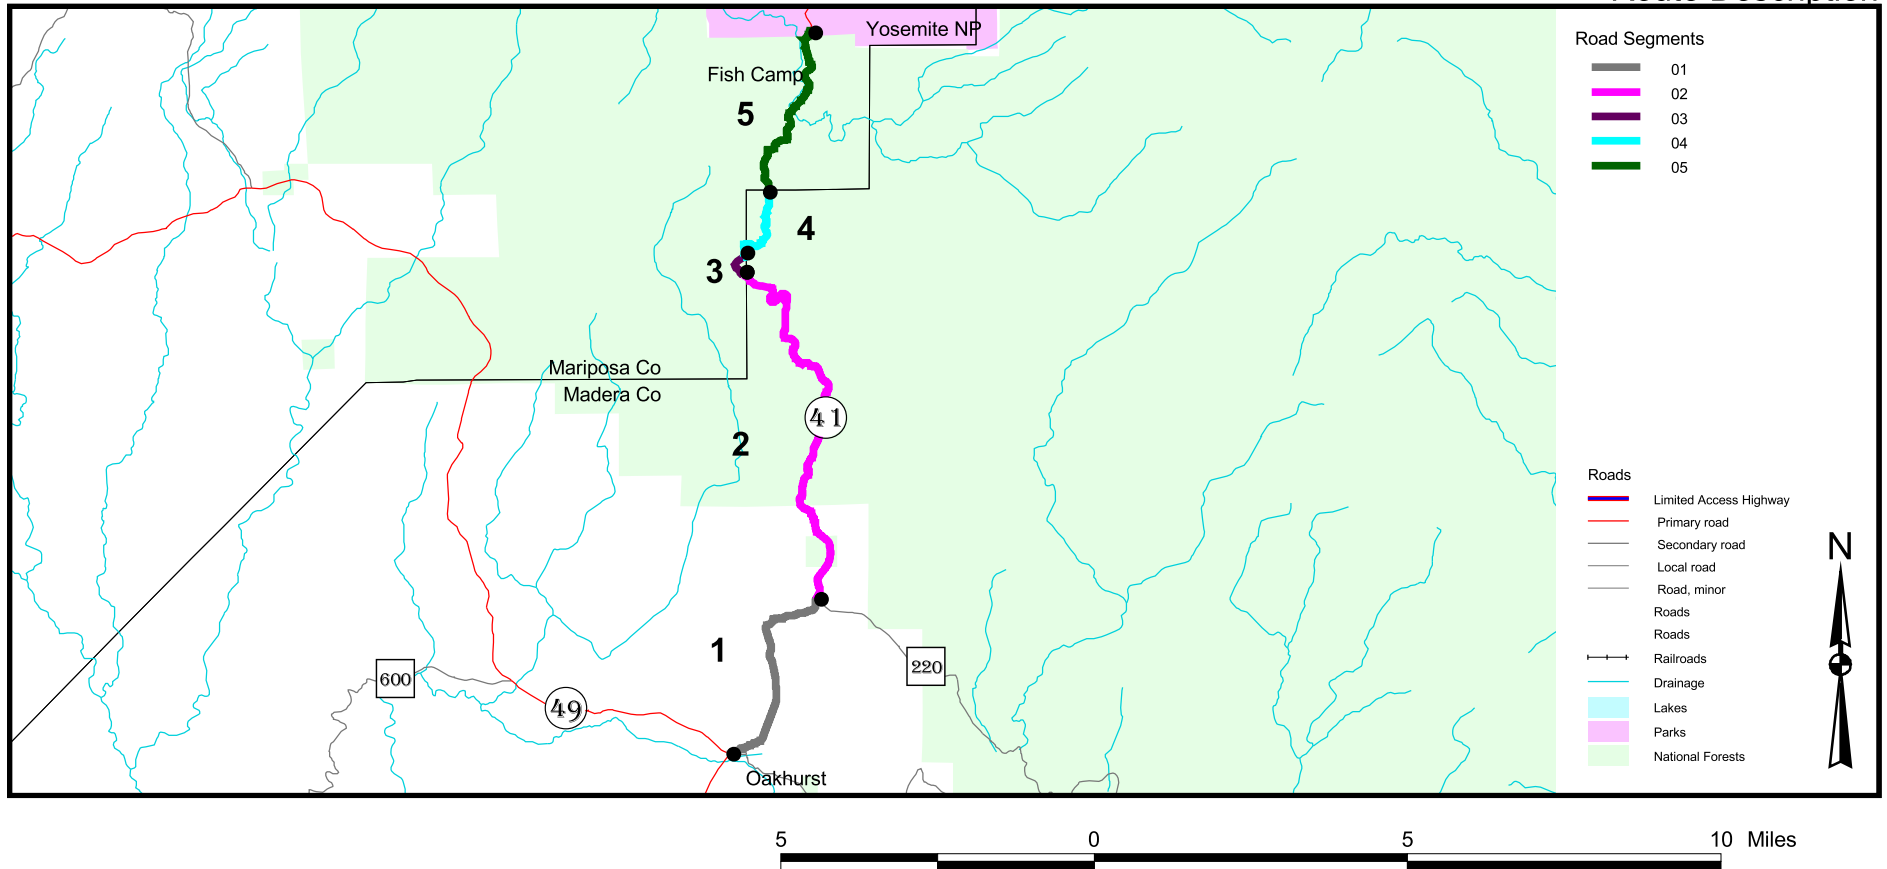 Route Description
Yosemite NP
Fish Camp
5
4
3
Mariposa Co
Madera Co
41
2
1
220
600
49
Oakhurst
Road Segments
01
02
03
04
05
Roads
Limited Access Highway
Primary road
Secondary road
Local road
Road, minor
Roads
Roads
Railroads
Drainage
Lakes
Parks
National Forests
N
5 0 5 10 Miles